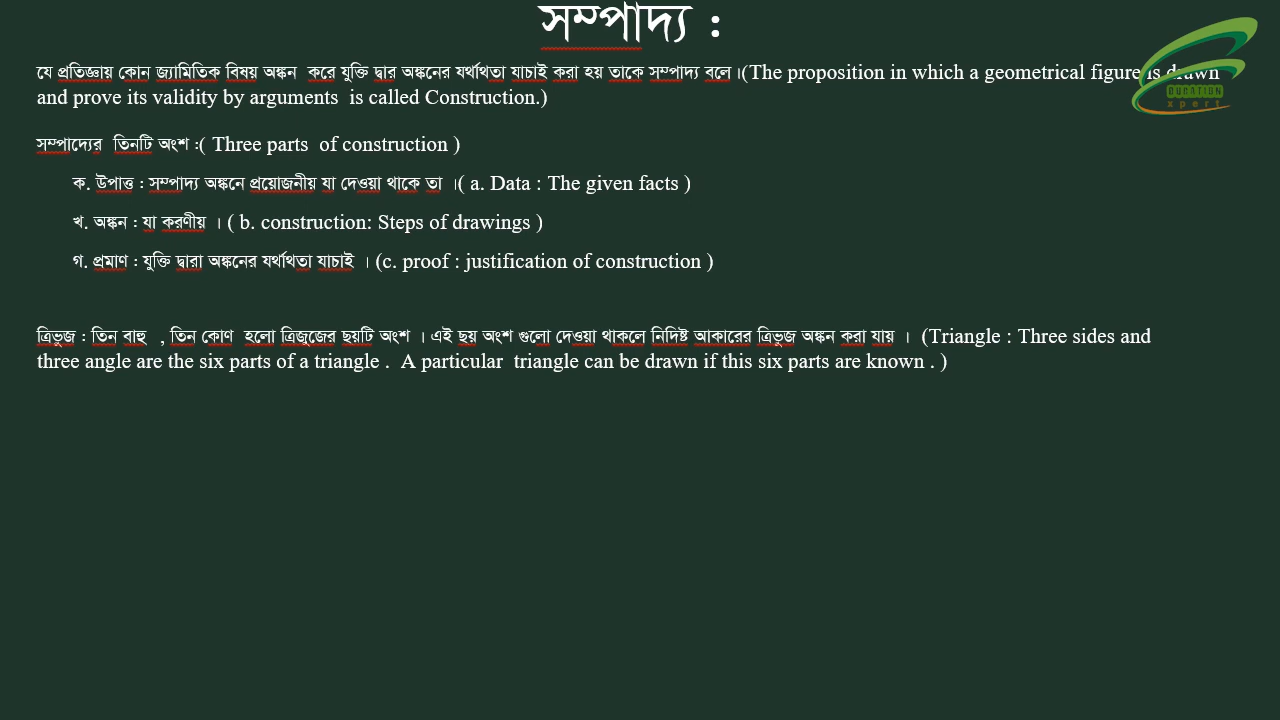 সম্পাদ্য :
যে প্রতিজ্ঞায় কোন জ্যামিতিক বিষয় অঙ্কন করে যুক্তি দ্বার অঙ্কনের যর্থাথতা যাচাই করা হয় তাকে সম্পাদ্য বলে।(The proposition in which a geometrical figure is drawn
and prove its validity by arguments is called Construction.)
EDUCATION
xpert
সম্পাদ্যের তিনটি অংশ :( Three parts of construction )
ক. উপাত্ত : সম্পাদ্য অঙ্কনে প্রয়োজনীয় যা দেওয়া থাকে তা ।( a. Data : The given facts )
খ. অঙ্কন : যা করণীয় । ( b. construction: Steps of drawings )
গ. প্রমাণ : যুক্তি দ্বারা অঙ্কনের যর্থাথতা যাচাই । (c. proof : justification of construction )
ত্রিভুজ : তিন বাহু , তিন কোণ হলো ত্রিজুজের ছয়টি অংশ । এই ছয় অংশ গুলো দেওয়া থাকলে নিদিষ্ট আকারের ত্রিভুজ অঙ্কন করা যায় । (Triangle : Three sides and
three angle are the six parts of a triangle . A particular triangle can be drawn if this six parts are known . )